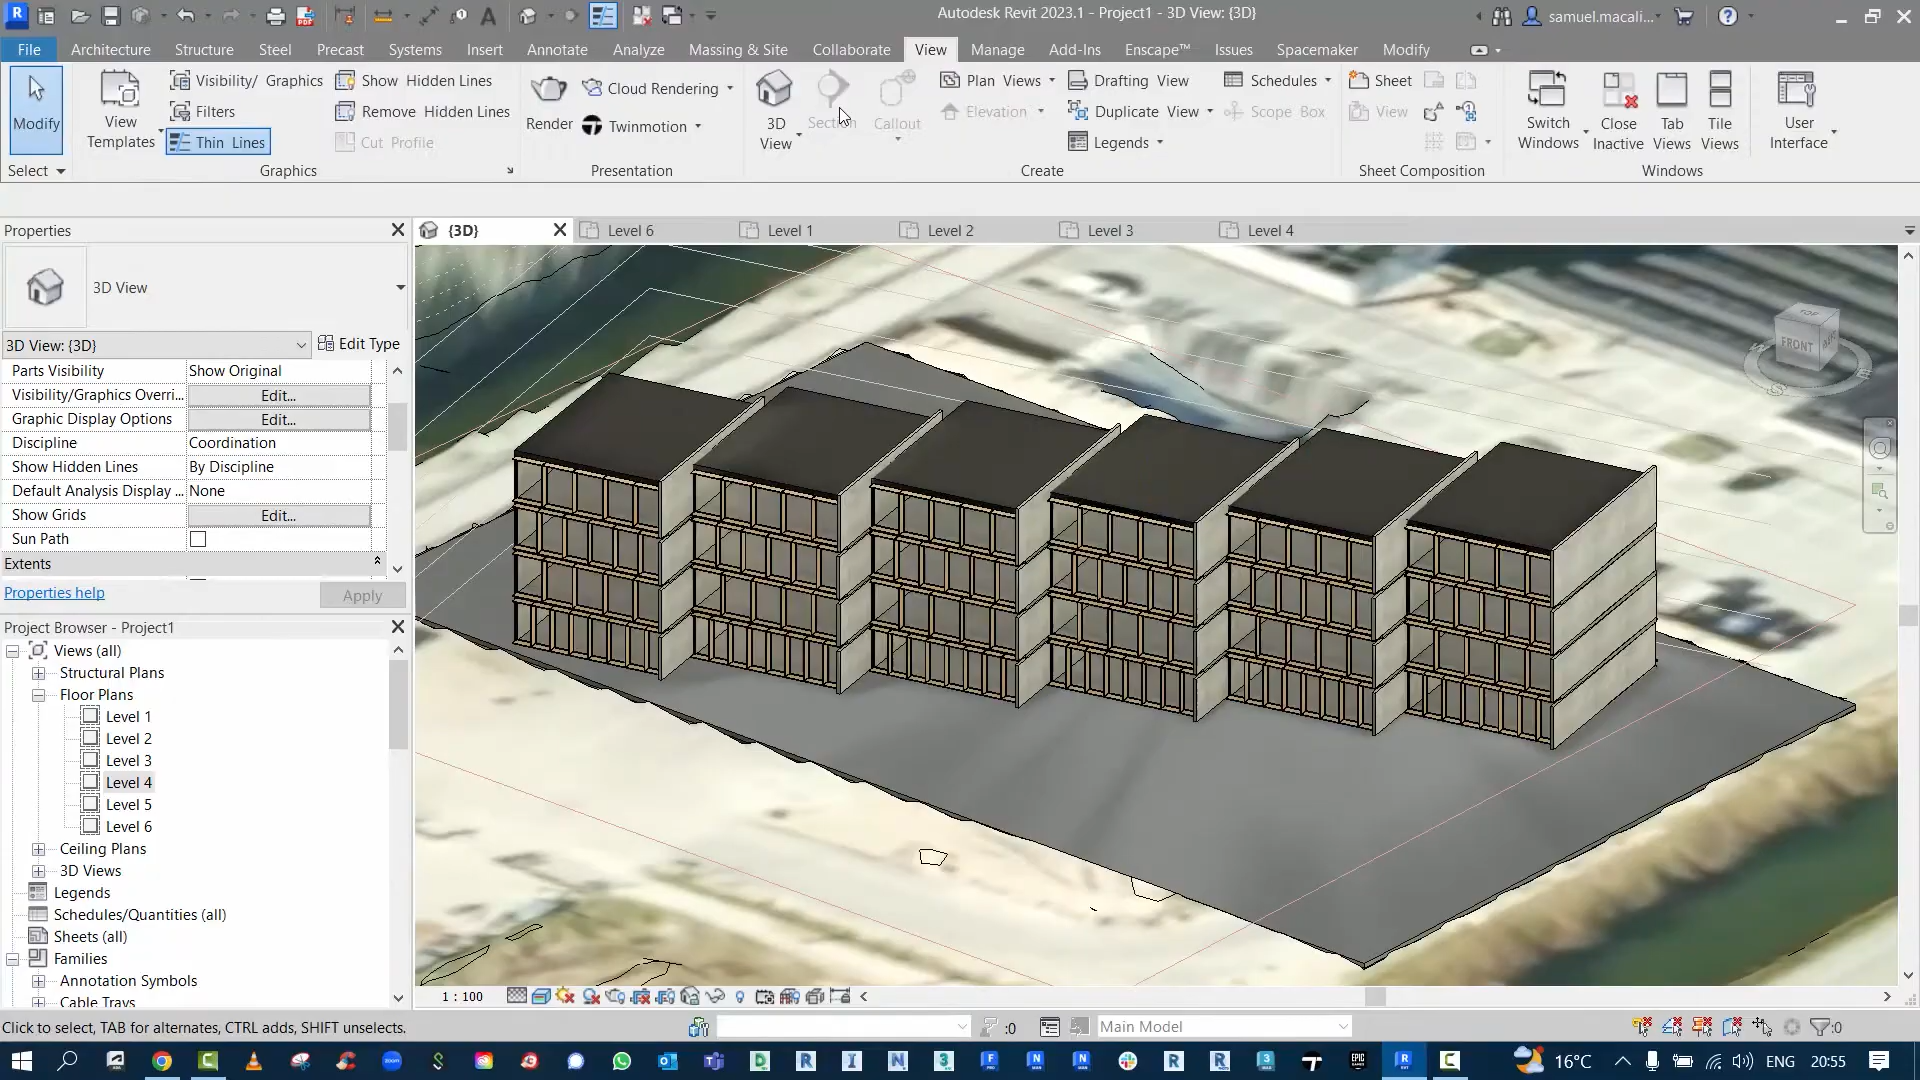 Autodesk Revit 2023.1 - Project1 - 3D View: {3D}
samuel.macali...
File Architecture Structure Steel Precast Systems Insert Annotate Analyze Massing & Site Collaborate View Manage Add-Ins Enscape™ Issues Spacemaker Modify
Modify
View Templates
Visibility/ Graphics
Filters
Thin Lines
Show Hidden Lines
Remove Hidden Lines
Cut Profile
Render
Cloud Rendering
Twinmotion
3D View
Section
Callout
Plan Views
Elevation
Drafting View
Duplicate View
Legends
Schedules
Scope Box
Sheet
View
Switch Windows
Close Inactive
Tab Views
Tile Views
User Interface
Select
Graphics
Presentation
Create
Sheet Composition
Windows
Properties
{3D}
Level 6
Level 1
Level 2
Level 3
Level 4
3D View
3D View: {3D}
Edit Type
Parts Visibility Show Original
Visibility/Graphics Overri... Edit...
Graphic Display Options Edit...
Discipline Coordination
Show Hidden Lines By Discipline
Default Analysis Display ... None
Show Grids Edit...
Sun Path
Extents
Properties help
Apply
TOP
FRONT
Project Browser - Project1
Views (all)
Structural Plans
Floor Plans
Level 1
Level 2
Level 3
Level 4
Level 5
Level 6
Ceiling Plans
3D Views
Legends
Schedules/Quantities (all)
Sheets (all)
Families
Annotation Symbols
Cable Trays
1 : 100
Click to select, TAB for alternates, CTRL adds, SHIFT unselects.
:0
Main Model
:0
16°C
ENG
20:55